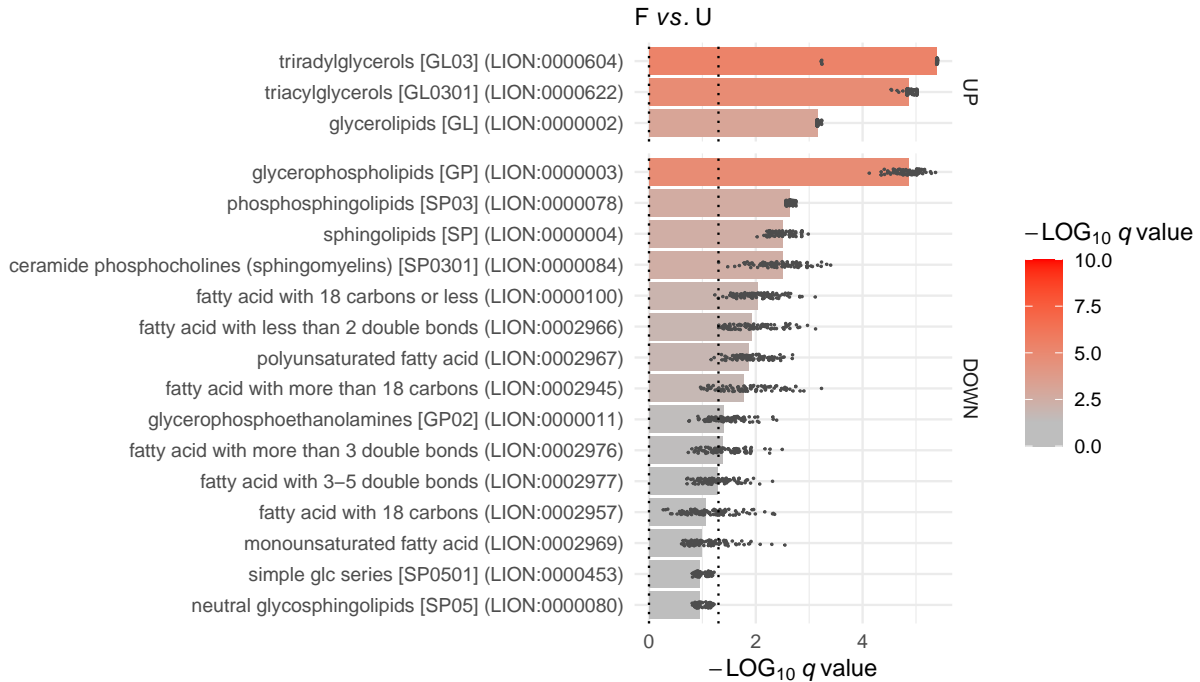 F vs. U
triradylglycerols [GL03] (LION:0000604)
triacylglycerols [GL0301] (LION:0000622)
glycerolipids [GL] (LION:0000002)
UP
glycerophospholipids [GP] (LION:0000003)
phosphosphingolipids [SP03] (LION:0000078)
sphingolipids [SP] (LION:0000004)
ceramide phosphocholines (sphingomyelins) [SP0301] (LION:0000084)
fatty acid with 18 carbons or less (LION:0000100)
fatty acid with less than 2 double bonds (LION:0002966)
polyunsaturated fatty acid (LION:0002967)
fatty acid with more than 18 carbons (LION:0002945)
glycerophosphoethanolamines [GP02] (LION:0000011)
fatty acid with more than 3 double bonds (LION:0002976)
fatty acid with 3−5 double bonds (LION:0002977)
fatty acid with 18 carbons (LION:0002957)
monounsaturated fatty acid (LION:0002969)
simple glc series [SP0501] (LION:0000453)
neutral glycosphingolipids [SP05] (LION:0000080)
DOWN
0 2 4
−LOG₁₀ q value
−LOG₁₀ q value
10.0
7.5
5.0
2.5
0.0